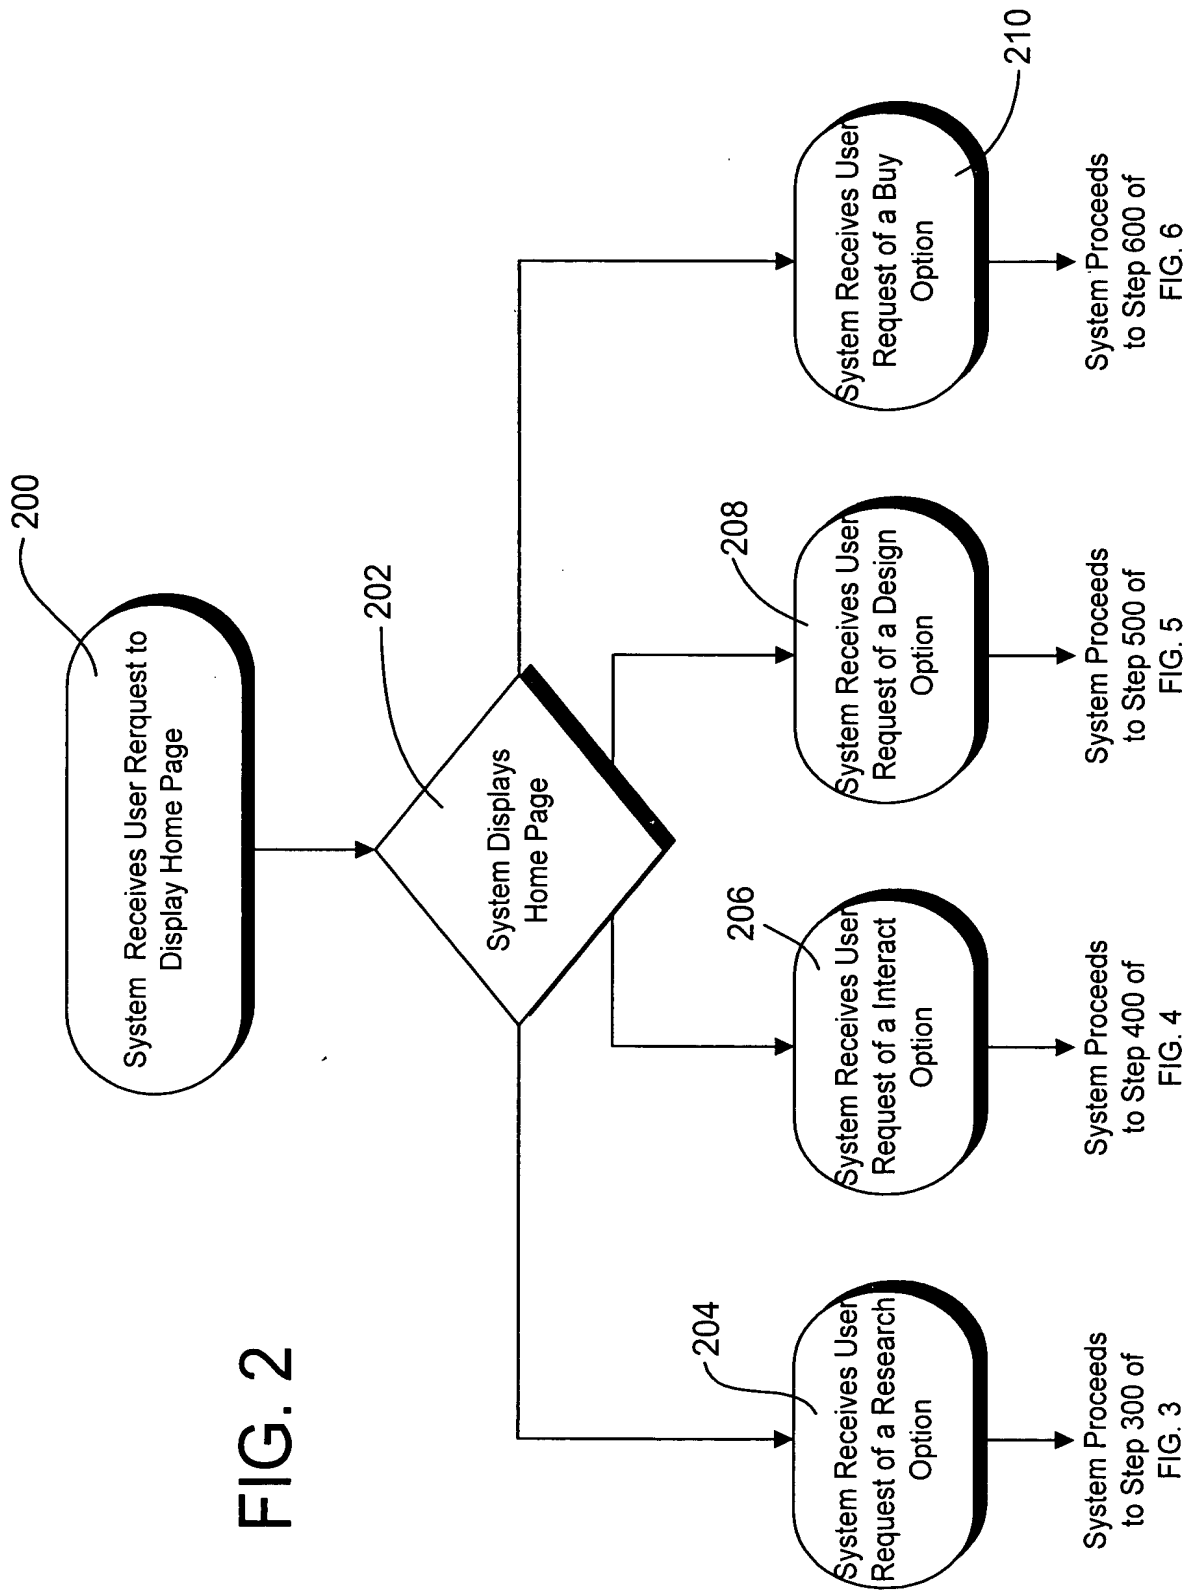 FIG. 2
200
System Receives User Rerquest to
Display Home Page
202
System Displays
Home Page
204
System Receives User
Request of a Research
Option
System Proceeds
to Step 300 of
FIG. 3
206
System Receives User
Request of a Interact
Option
System Proceeds
to Step 400 of
FIG. 4
208
System Receives User
Request of a Design
Option
System Proceeds
to Step 500 of
FIG. 5
210
System Receives User
Request of a Buy
Option
System Proceeds
to Step 600 of
FIG. 6